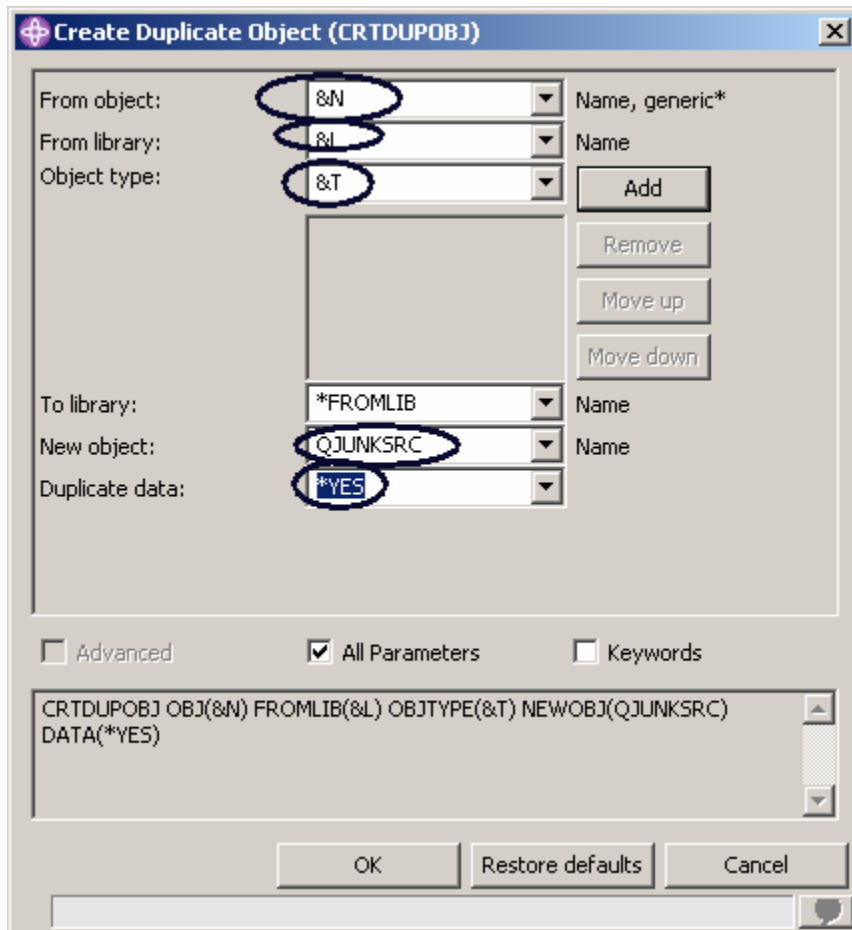 Create Duplicate Object (CRTDUPOBJ)
From object: &N Name, generic*
From library: &L Name
Object type: &T Add
Remove
Move up
Move down
To library: *FROMLIB Name
New object: QJUNKSRC Name
Duplicate data: *YES
Advanced All Parameters Keywords
CRTDUPOBJ OBJ(&N) FROMLIB(&L) OBJTYPE(&T) NEWOBJ(QJUNKSRC)
DATA(*YES)
OK Restore defaults Cancel